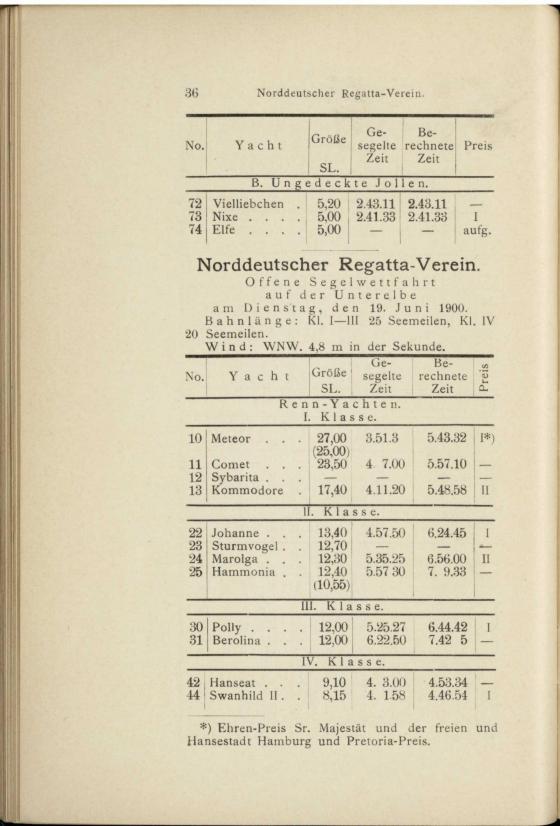 36 Norddeutscher Regatta-Verein.
No. Yacht Größe SL. Ge-segelte Zeit Be-rechnete Zeit Preis
B. Ungedeckte Jollen.
72 Vielliebchen . 5,20 2.43.11 2.43.11 —
73 Nixe . . . . 5,00 2.41.33 2.41.33 I
74 Elfe . . . . 5,00 — — aufg.
Norddeutscher Regatta-Verein.
Offene Segelwettfahrt
auf der Unterelbe
am Dienstag, den 19. Juni 1900.
Bahnlänge: Kl. I—III 25 Seemeilen, Kl. IV
20 Seemeilen.
Wind: WNW. 4,8 m in der Sekunde.
No. Yacht Größe SL. Ge-segelte Zeit Be-rechnete Zeit Preis
Renn-Yachten.
I. Klasse.
10 Meteor . . . 27,00 3.51.3 5.43.32 I*)
(25,00)
11 Comet . . . 23,50 4 7.00 5.57.10 —
12 Sybarita . . . — — — —
13 Kommodore . 17,40 4.11.20 5.48.58 II
II. Klasse.
22 Johanne . . . 13,40 4.57.50 6.24.45 I
23 Sturmvogel . . 12,70 — — —
24 Marolga . . . 12,30 5.35.25 6.56.00 II
25 Hammonia . . 12,40 5.57 30 7. 9.33 —
(10,55)
III. Klasse.
30 Polly . . . . 12,00 5.25.27 6.44.42 I
31 Berolina . . . 12,00 6.22.50 7.42 5 —
IV. Klasse.
42 Hanseat . . . 9,10 4. 3.00 4.53.34 —
44 Swanhild II . . 8,15 4. 1.58 4.46.54 I
*) Ehren-Preis Sr. Majestät und der freien und
Hansestadt Hamburg und Pretoria-Preis.